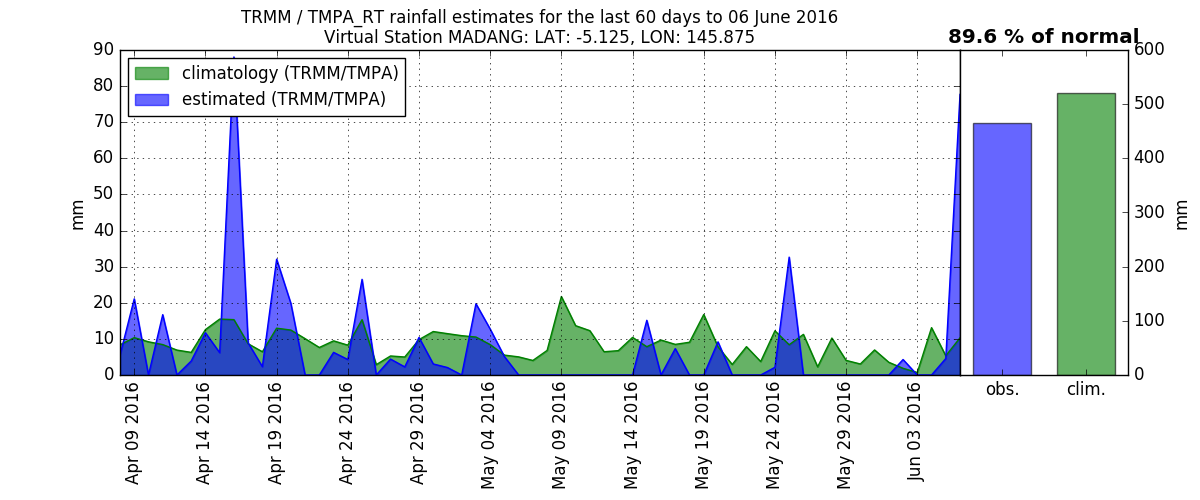 TRMM / TMPA_RT rainfall estimates for the last 60 days to 06 June 2016
Virtual Station MADANG: LAT: -5.125, LON: 145.875
89.6 % of normal
climatology (TRMM/TMPA)
estimated (TRMM/TMPA)
90
80
70
60
50
40
30
20
10
0
mm
Apr 09 2016
Apr 14 2016
Apr 19 2016
Apr 24 2016
Apr 29 2016
May 04 2016
May 09 2016
May 14 2016
May 19 2016
May 24 2016
May 29 2016
Jun 03 2016
obs.
clim.
600
500
400
300
200
100
0
mm